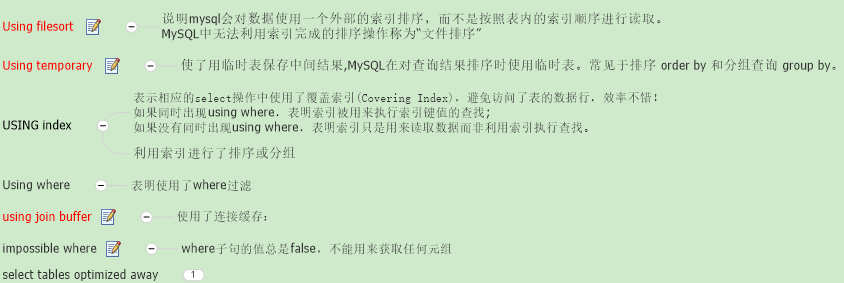 Using filesort
说明mysql会对数据使用一个外部的索引排序，而不是按照表内的索引顺序进行读取。
MySQL中无法利用索引完成的排序操作称为“文件排序”
Using temporary
使了用临时表保存中间结果,MySQL在对查询结果排序时使用临时表。常见于排序 order by 和分组查询 group by。
USING index
表示相应的select操作中使用了覆盖索引(Covering Index)，避免访问了表的数据行，效率不错！
如果同时出现using where，表明索引被用来执行索引键值的查找；
如果没有同时出现using where，表明索引只是用来读取数据而非利用索引执行查找。
利用索引进行了排序或分组
Using where
表明使用了where过滤
using join buffer
使用了连接缓存：
impossible where
where子句的值总是false，不能用来获取任何元组
select tables optimized away
1